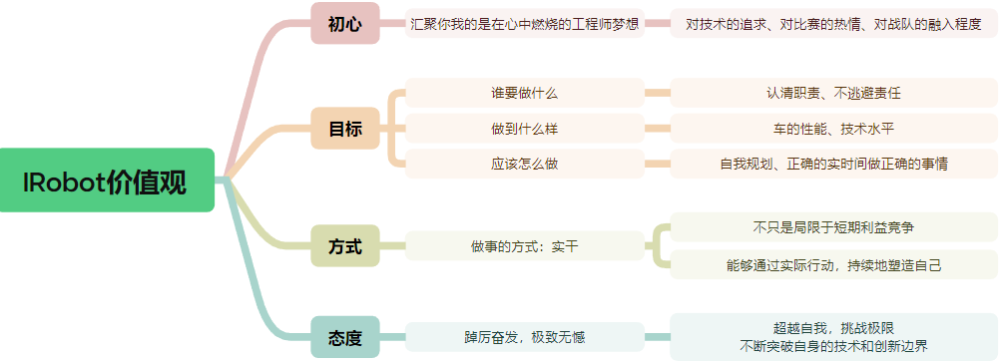 IRobot价值观
初心
汇聚你我的是在心中燃烧的工程师梦想
对技术的追求、对比赛的热情、对战队的融入程度
目标
谁要做什么
认清职责、不逃避责任
做到什么样
车的性能、技术水平
应该怎么做
自我规划、正确的实时间做正确的事情
方式
做事的方式：实干
不只是局限于短期利益竞争
能够通过实际行动，持续地塑造自己
态度
踔厉奋发，极致无憾
超越自我，挑战极限
不断突破自身的技术和创新边界